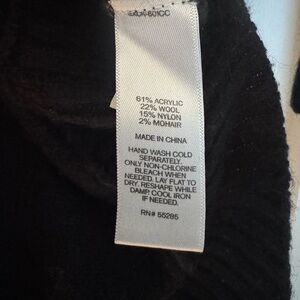 61% ACRYLIC
22% WOOL
15% NYLON
2% MOHAIR
MADE IN CHINA
HAND WASH COLD
SEPARATELY.
ONLY NON-CHLORINE
BLEACH WHEN
NEEDED. LAY FLAT TO
DRY. RESHAPE WHILE
DAMP. COOL IRON
IF NEEDED.
RN# 55285